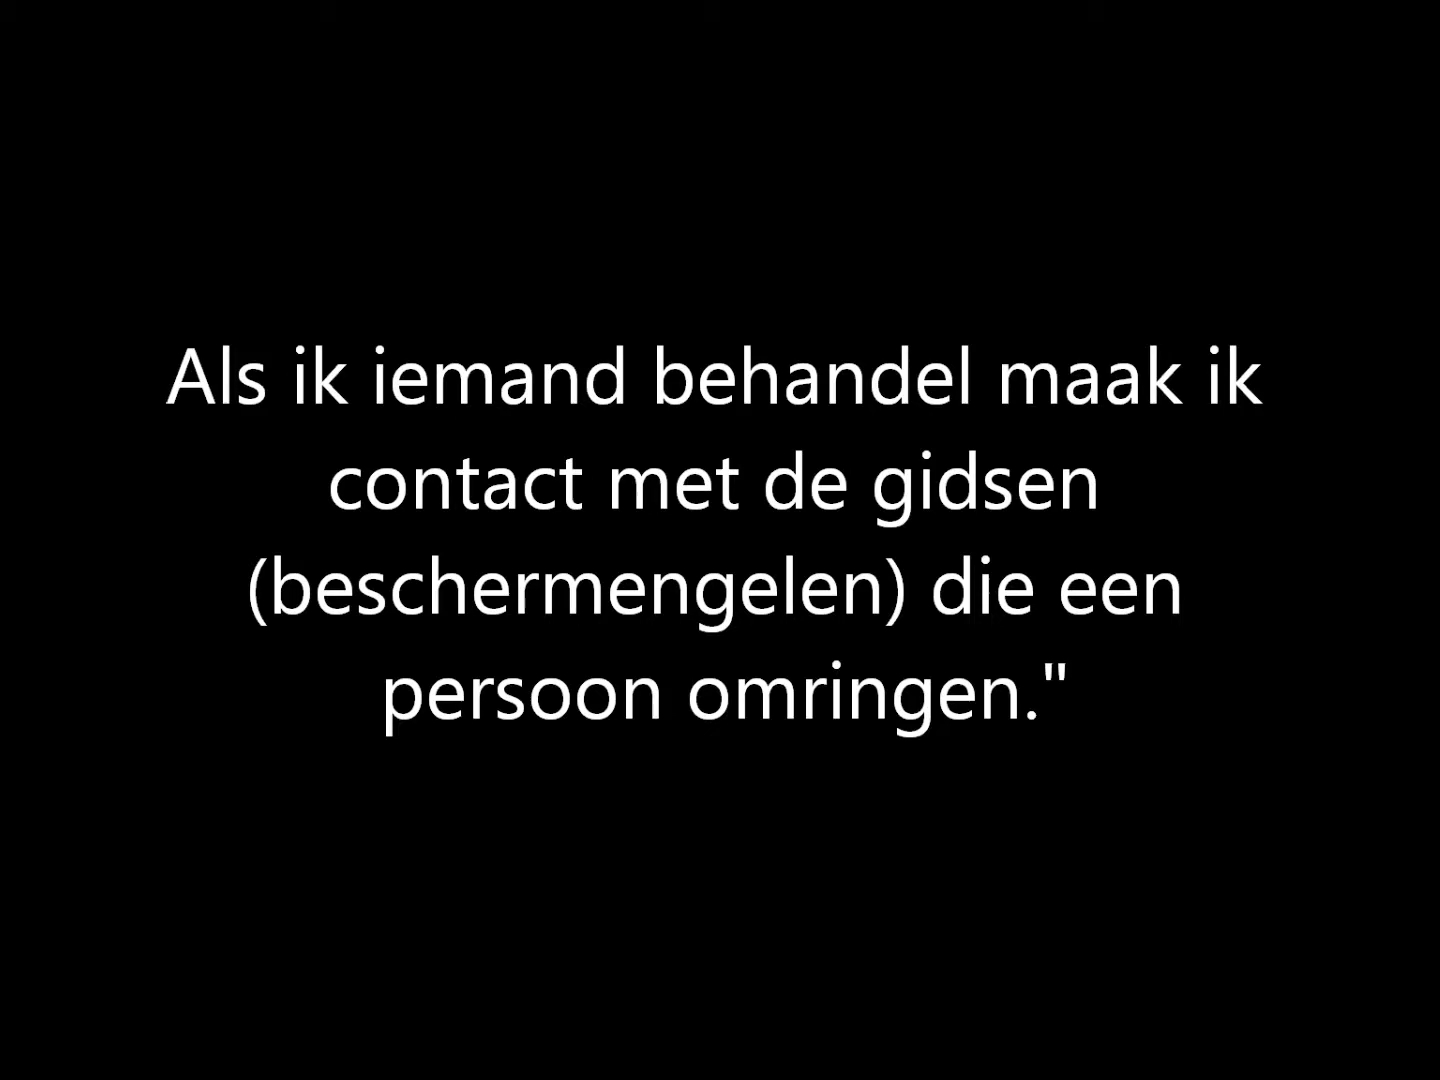 Als ik iemand behandel maak ik
contact met de gidsen
(beschermengelen) die een
persoon omringen."